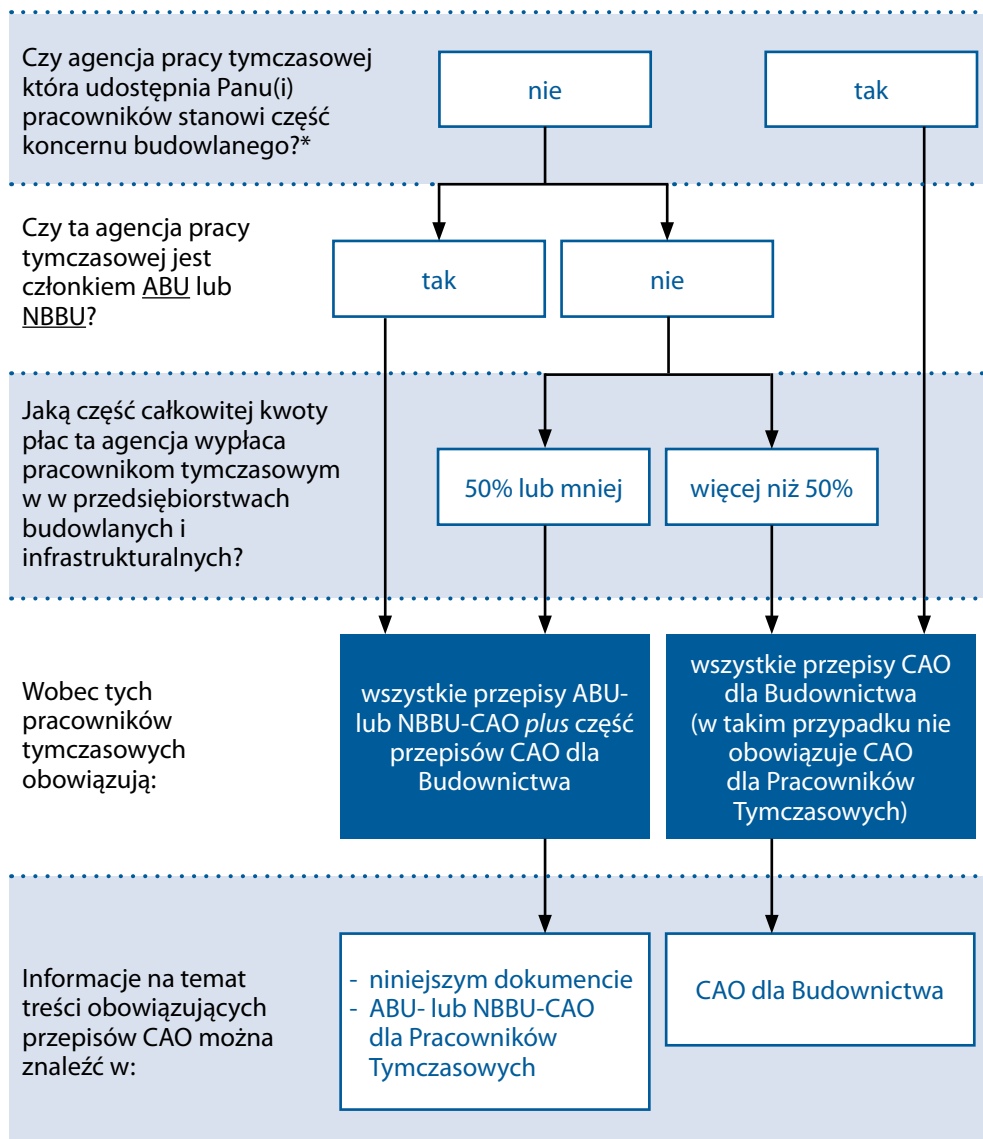 Czy agencja pracy tymczasowej
która udostępnia Panu(i)
pracowników stanowi część
koncernu budowlanego?*
nie
tak
Czy ta agencja pracy
tymczasowej jest
członkiem ABU lub
NBBU?
tak
nie
Jaką część całkowitej kwoty
płac ta agencja wypłaca
pracownikom tymczasowym
w w przedsiębiorstwach
budowlanych i
infrastrukturalnych?
50% lub mniej
więcej niż 50%
Wobec tych
pracowników
tymczasowych
obowiązują:
wszystkie przepisy ABU-
lub NBBU-CAO plus część
przepisów CAO dla
Budownictwa
wszystkie przepisy CAO
dla Budownictwa
(w takim przypadku nie
obowiązuje CAO
dla Pracowników
Tymczasowych)
Informacje na temat
treści obowiązujących
przepisów CAO można
znaleźć w:
- niniejszym dokumencie
- ABU- lub NBBU-CAO
dla Pracowników
Tymczasowych
CAO dla Budownictwa